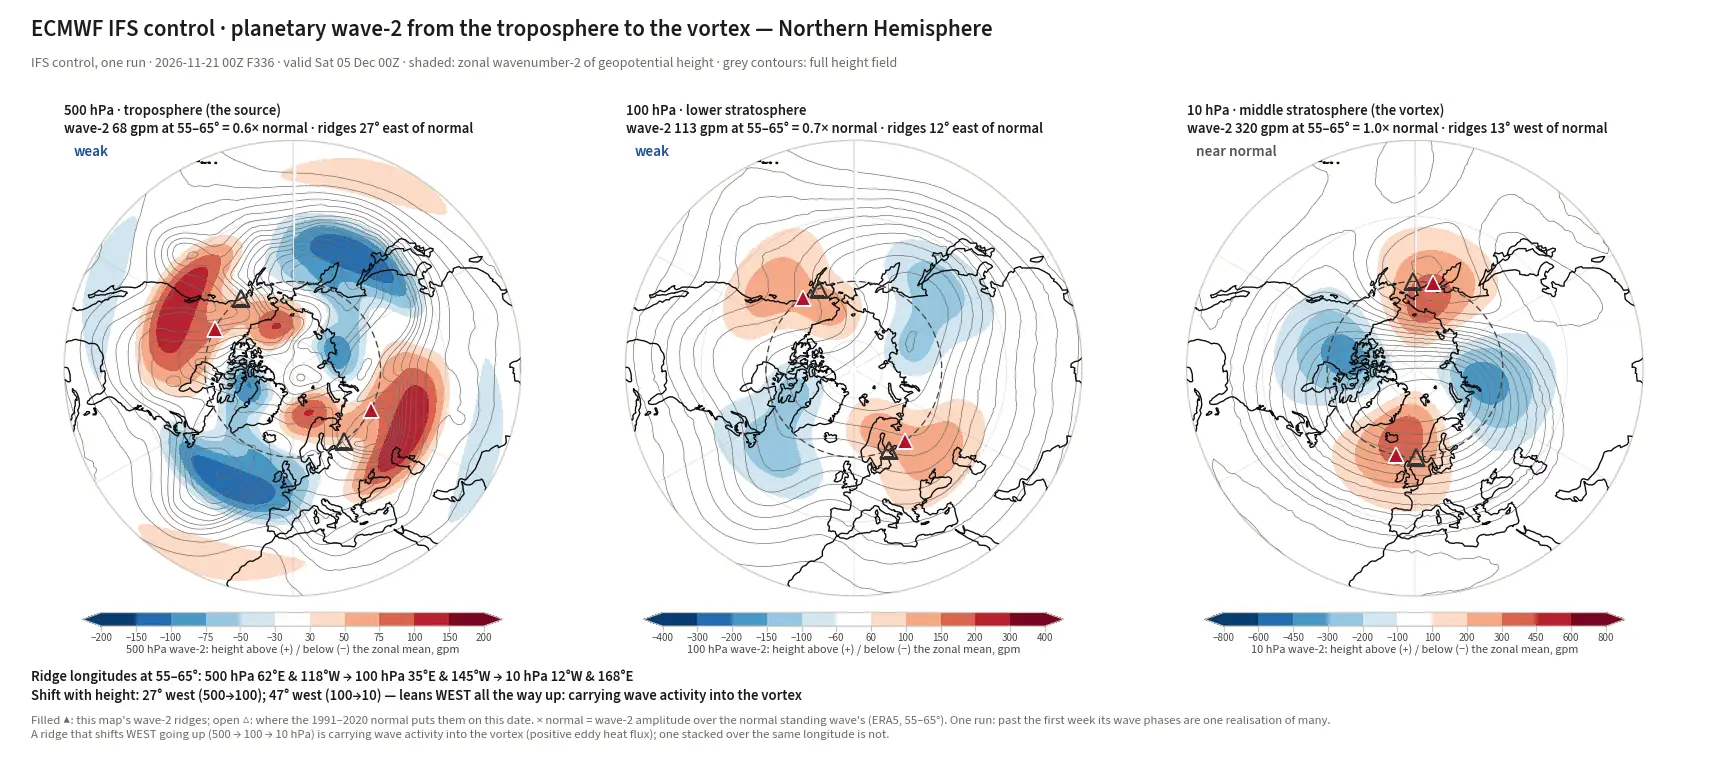 ECMWF IFS control · planetary wave-2 from the troposphere to the vortex — Northern Hemisphere
IFS control, one run · 2026-11-21 00Z F336 · valid Sat 05 Dec 00Z · shaded: zonal wavenumber-2 of geopotential height · grey contours: full height field
500 hPa · troposphere (the source)
wave-2 68 gpm at 55–65° = 0.6× normal · ridges 27° east of normal
weak
100 hPa · lower stratosphere
wave-2 113 gpm at 55–65° = 0.7× normal · ridges 12° east of normal
weak
10 hPa · middle stratosphere (the vortex)
wave-2 320 gpm at 55–65° = 1.0× normal · ridges 13° west of normal
near normal
−200 −150 −100 −75 −50 −30 30 50 75 100 150 200
500 hPa wave-2: height above (+) / below (−) the zonal mean, gpm
−400 −300 −200 −150 −100 −60 60 100 150 200 300 400
100 hPa wave-2: height above (+) / below (−) the zonal mean, gpm
−800 −600 −450 −300 −200 −100 100 200 300 450 600 800
10 hPa wave-2: height above (+) / below (−) the zonal mean, gpm
Ridge longitudes at 55–65°: 500 hPa 62°E & 118°W → 100 hPa 35°E & 145°W → 10 hPa 12°W & 168°E
Shift with height: 27° west (500→100); 47° west (100→10) — leans WEST all the way up: carrying wave activity into the vortex
Filled ▲: this map's wave-2 ridges; open △: where the 1991–2020 normal puts them on this date. × normal = wave-2 amplitude over the normal standing wave's (ERA5, 55–65°). One run: past the first week its wave phases are one realisation of many.
A ridge that shifts WEST going up (500 → 100 → 10 hPa) is carrying wave activity into the vortex (positive eddy heat flux); one stacked over the same longitude is not.